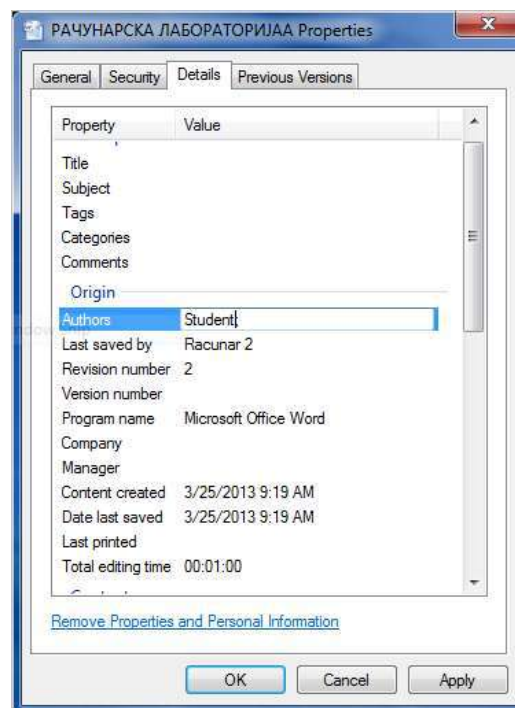 РАЧУНАРСКА ЛАБОРАТОРИЈАА Properties
General Security Details Previous Versions
Property Value
Title
Subject
Tags
Categories
Comments
Origin
Authors Student;
Last saved by Racunar 2
Revision number 2
Version number
Program name Microsoft Office Word
Company
Manager
Content created 3/25/2013 9:19 AM
Date last saved 3/25/2013 9:19 AM
Last printed
Total editing time 00:01:00
Remove Properties and Personal Information
OK Cancel Apply